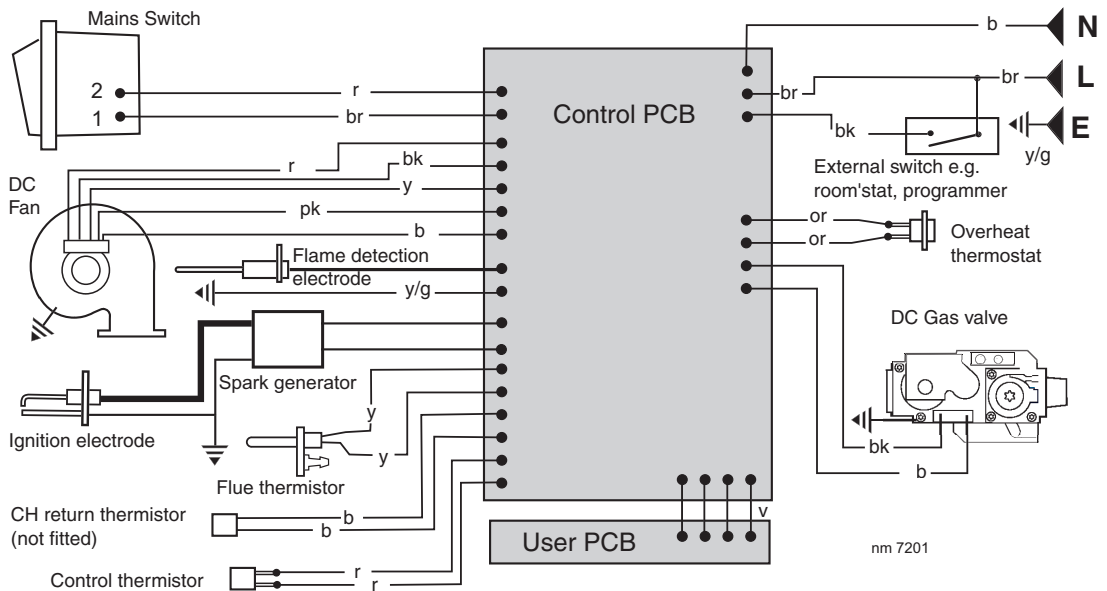 Mains Switch
2
1
r
br
DC
Fan
r
bk
y
pk
b
Flame detection
electrode
y/g
Spark generator
Ignition electrode
y
y
Flue thermistor
CH return thermistor
(not fitted)
b
b
Control thermistor
r
r
Control PCB
User PCB
v
b
N
br
br
L
bk
E
y/g
External switch e.g.
room'stat, programmer
or
or
Overheat
thermostat
DC Gas valve
bk
b
nm 7201